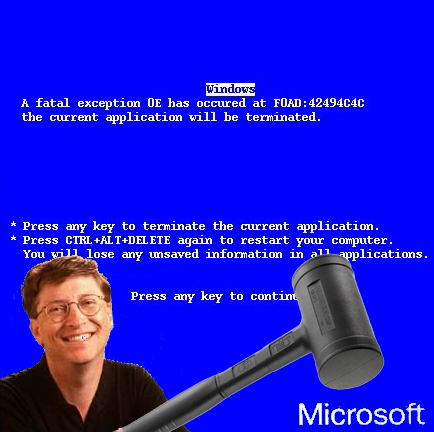 Windows
A fatal exception 0E has occured at F0AD:42494C4C
the current application will be terminated.
* Press any key to terminate the current application.
* Press CTRL+ALT+DELETE again to restart your computer.
You will lose any unsaved information in all applications.
Press any key to continu
Microsoft